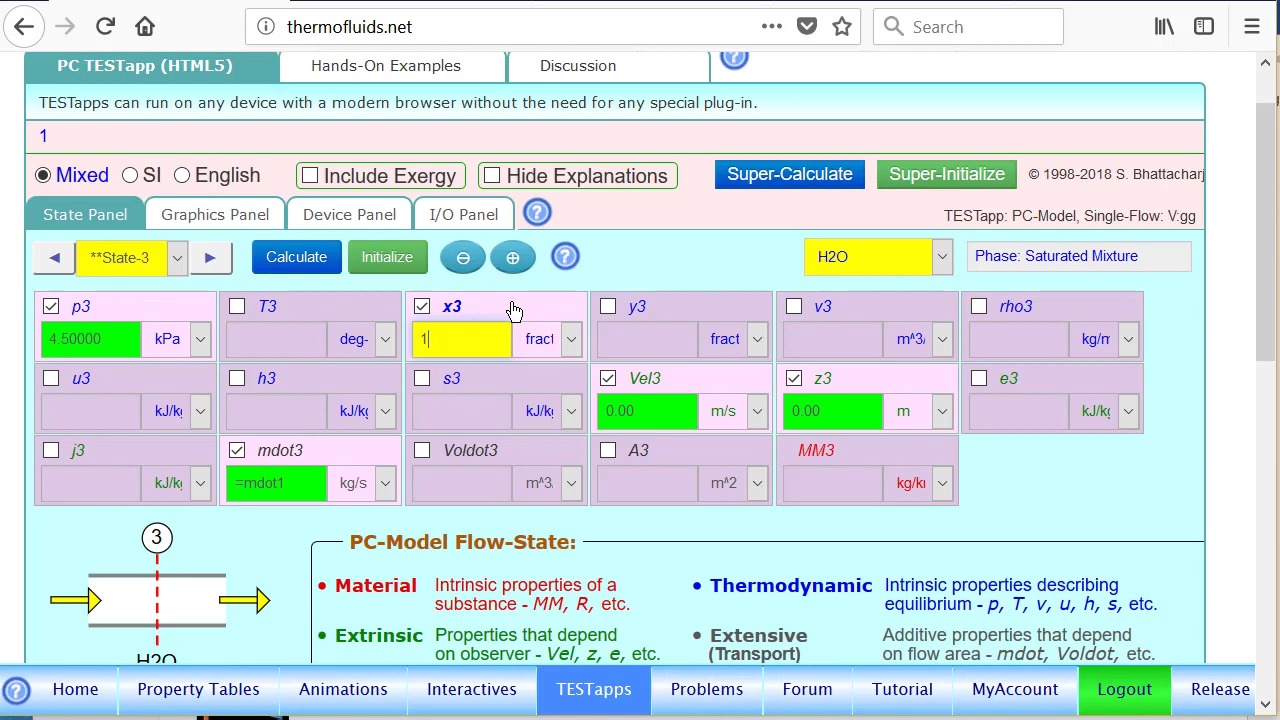 thermofluids.net
Search
PC TESTapp (HTML5)
Hands-On Examples
Discussion
TESTapps can run on any device with a modern browser without the need for any special plug-in.
1
Mixed
SI
English
Include Exergy
Hide Explanations
Super-Calculate
Super-Initialize
© 1998-2018 S. Bhattacharj
State Panel
Graphics Panel
Device Panel
I/O Panel
?
TESTapp: PC-Model, Single-Flow: V:gg
**State-3
Calculate
Initialize
?
H2O
Phase: Saturated Mixture
p3
T3
x3
y3
v3
rho3
4.50000 kPa
deg-
1 fract
fract
m^3/
kg/m
u3
h3
s3
Vel3
z3
e3
kJ/kg
kJ/kg
kJ/kg
0.00 m/s
0.00 m
kJ/kg
j3
mdot3
Voldot3
A3
MM3
kJ/kg
=mdot1 kg/s
m^3.
m^2
kg/kr
3
H2O
PC-Model Flow-State:
• Material Intrinsic properties of a substance - MM, R, etc.
• Thermodynamic Intrinsic properties describing equilibrium - p, T, v, u, h, s, etc.
• Extrinsic Properties that depend on observer - Vel, z, e, etc.
• Extensive (Transport) Additive properties that depend on flow area - mdot, Voldot, etc.
? Home Property Tables Animations Interactives TESTapps Problems Forum Tutorial MyAccount Logout Release